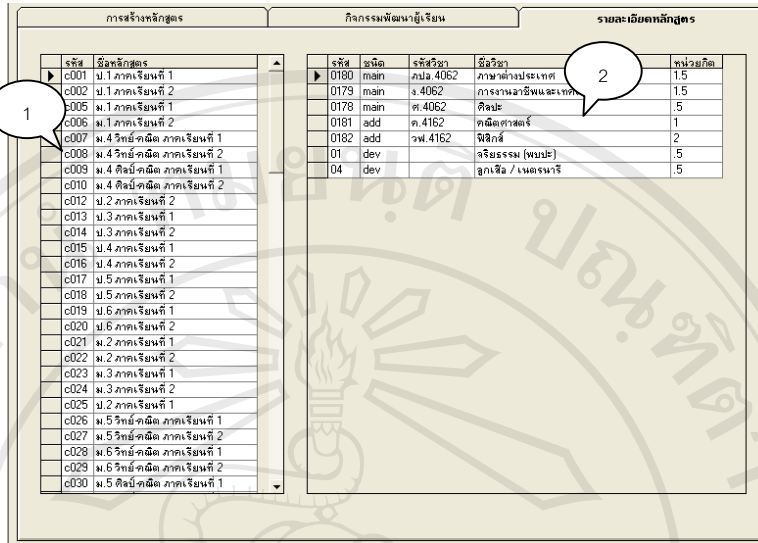 การสร้างหลักสูตร กิจกรรมพัฒนาผู้เรียน รายละเอียดหลักสูตร
รหัส ชื่อหลักสูตร
c001 ป.1 ภาคเรียนที่ 1
c002 ป.1 ภาคเรียนที่ 2
c005 ม.1 ภาคเรียนที่ 1
c006 ม.1 ภาคเรียนที่ 2
c007 ม.4 วิทย์-คณิต ภาคเรียนที่ 1
c008 ม.4 วิทย์-คณิต ภาคเรียนที่ 2
c009 ม.4 ศิลป์-คณิต ภาคเรียนที่ 1
c010 ม.4 ศิลป์-คณิต ภาคเรียนที่ 2
c012 ป.2 ภาคเรียนที่ 2
c013 ป.3 ภาคเรียนที่ 1
c014 ป.3 ภาคเรียนที่ 2
c015 ป.4 ภาคเรียนที่ 1
c016 ป.4 ภาคเรียนที่ 2
c017 ป.5 ภาคเรียนที่ 1
c018 ป.5 ภาคเรียนที่ 2
c019 ป.6 ภาคเรียนที่ 1
c020 ป.6 ภาคเรียนที่ 2
c021 ม.2 ภาคเรียนที่ 1
c022 ม.2 ภาคเรียนที่ 2
c023 ม.3 ภาคเรียนที่ 1
c024 ม.3 ภาคเรียนที่ 2
c025 ป.2 ภาคเรียนที่ 1
c026 ม.5 วิทย์-คณิต ภาคเรียนที่ 1
c027 ม.5 วิทย์-คณิต ภาคเรียนที่ 2
c028 ม.6 วิทย์-คณิต ภาคเรียนที่ 1
c029 ม.6 วิทย์-คณิต ภาคเรียนที่ 2
c030 ม.5 ศิลป์-คณิต ภาคเรียนที่ 1
1
รหัส ชนิด รหัสวิชา ชื่อวิชา หน่วยกิต
0180 main ภปล.4062 ภาษาต่างประเทศ 1.5
0179 main ง.4062 การงานอาชีพและ 1.5
0178 main ศ.4062 ศิลปะ .5
0181 add ค.4162 คณิตศาสตร์ 1
0182 add วฟ.4162 ฟิสิกส์ 2
01 dev จริยธรรม (พบปะ) .5
04 dev ลูกเสือ / เนตรนารี .5
2